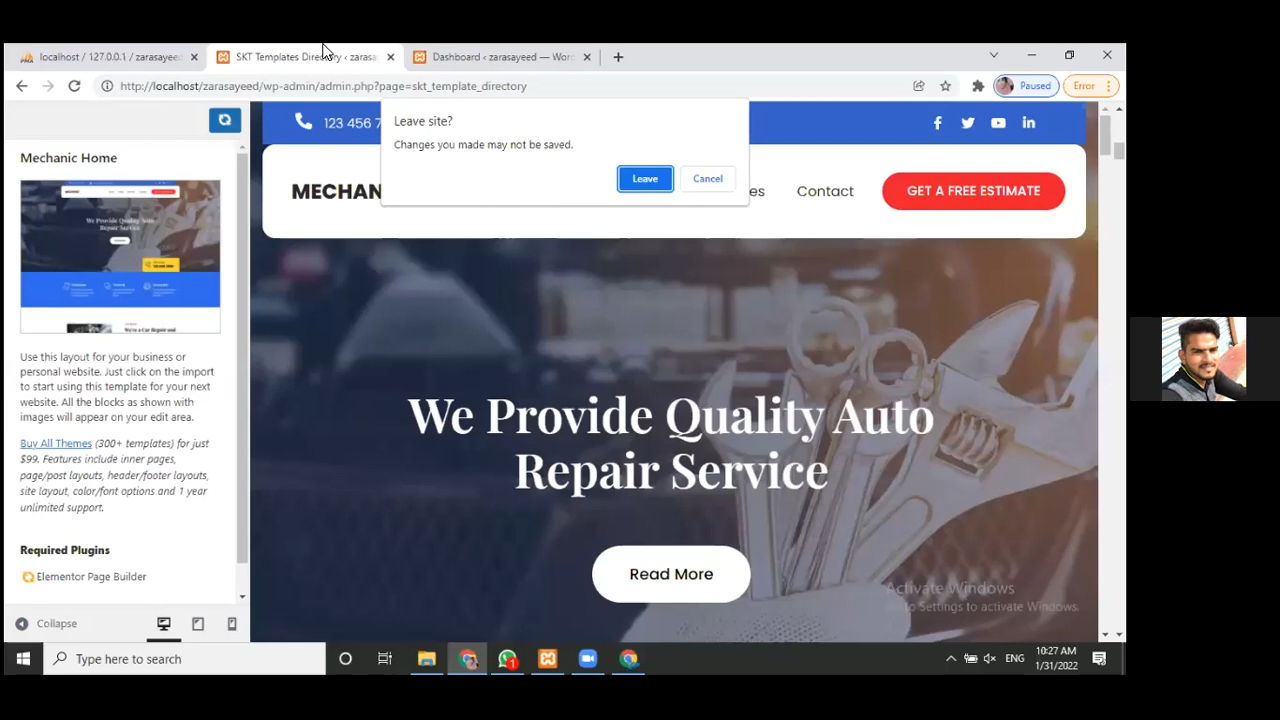 localhost / 127.0.0.1 / zarasayeed
SKT Templates Directory ‹ zarasa
Dashboard ‹ zarasayeed — Wor
http://localhost/zarasayeed/wp-admin/admin.php?page=skt_template_directory
Paused
Error
Leave site?
Changes you made may not be saved.
Leave
Cancel
Mechanic Home
We Provide Quality Auto
Repair Service
Use this layout for your business or
personal website. Just click on the import
to start using this template for your next
website. All the blocks as shown with
images will appear on your edit area.
Buy All Themes (300+ templates) for just
$99. Features include inner pages,
page/post layouts, header/footer layouts,
site layout, color/font options and 1 year
unlimited support.
Required Plugins
Elementor Page Builder
Collapse
123 456 7
MECHAN
es
Contact
GET A FREE ESTIMATE
We Provide Quality Auto
Repair Service
Read More
Activate Windows
to Settings to activate Windows.
Type here to search
1
ENG
10:27 AM
1/31/2022